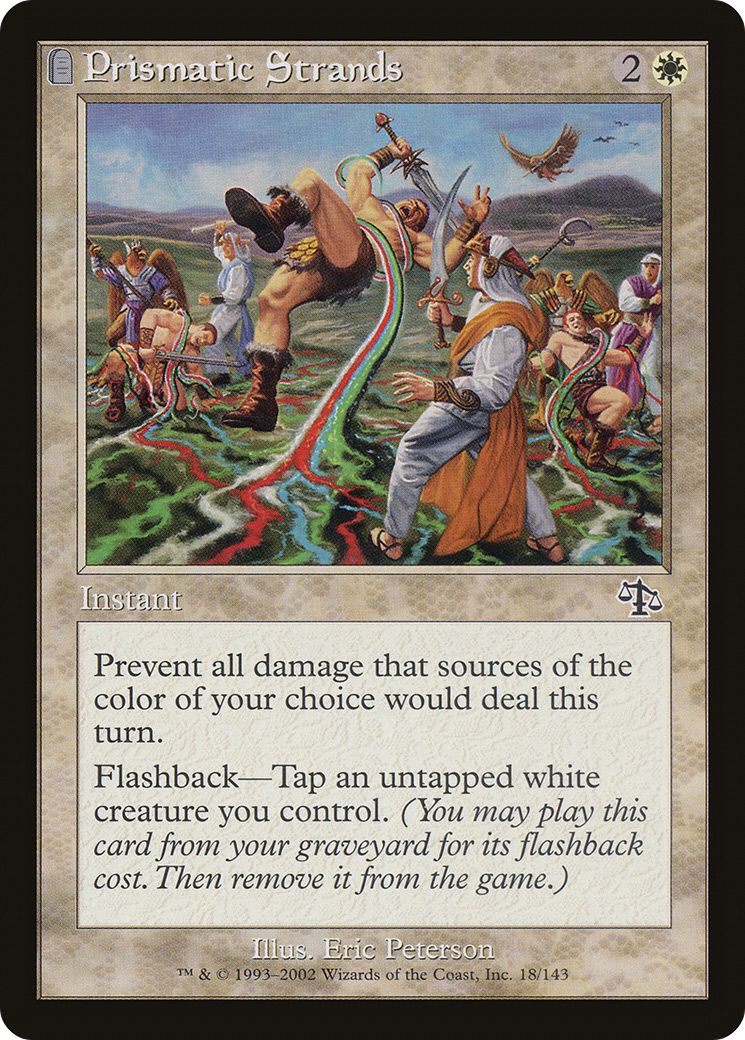 Prismatic Strands 2
Instant
Prevent all damage that sources of the
color of your choice would deal this
turn.
Flashback—Tap an untapped white
creature you control. (You may play this
card from your graveyard for its flashback
cost. Then remove it from the game.)
Illus. Eric Peterson
™ & © 1993–2002 Wizards of the Coast, Inc. 18/143